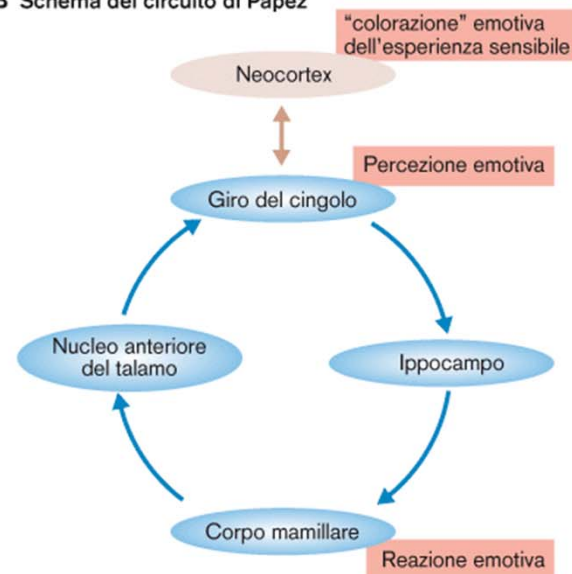 Schema del circuito di Papez
“colorazione” emotiva
dell’esperienza sensibile
Neocortex
Percezione emotiva
Giro del cingolo
Nucleo anteriore
del talamo
Ippocampo
Corpo mamillare
Reazione emotiva